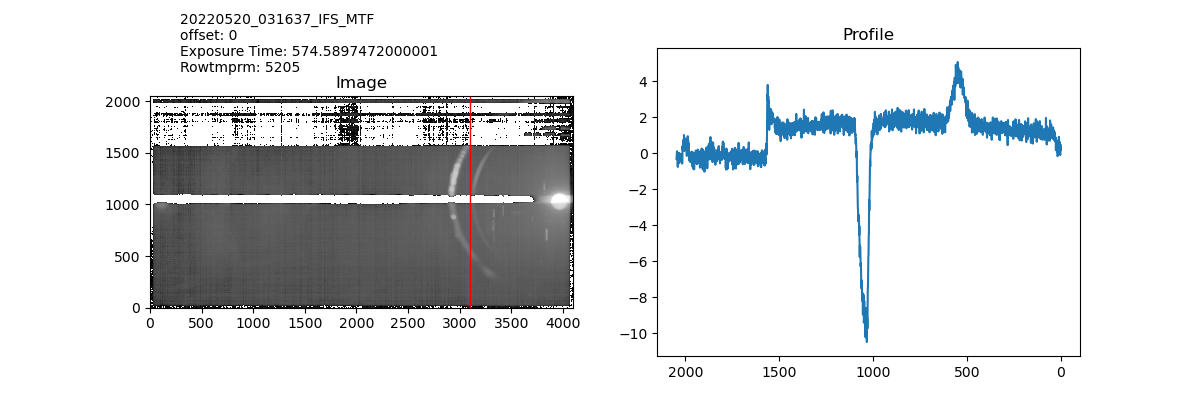 20220520_031637_IFS_MTF
offset: 0
Exposure Time: 574.5897472000001
Rowtmprm: 5205
Image
2000
1500
1000
500
0
0 500 1000 1500 2000 2500 3000 3500 4000
Profile
4
2
0
−2
−4
−6
−8
−10
2000 1500 1000 500 0